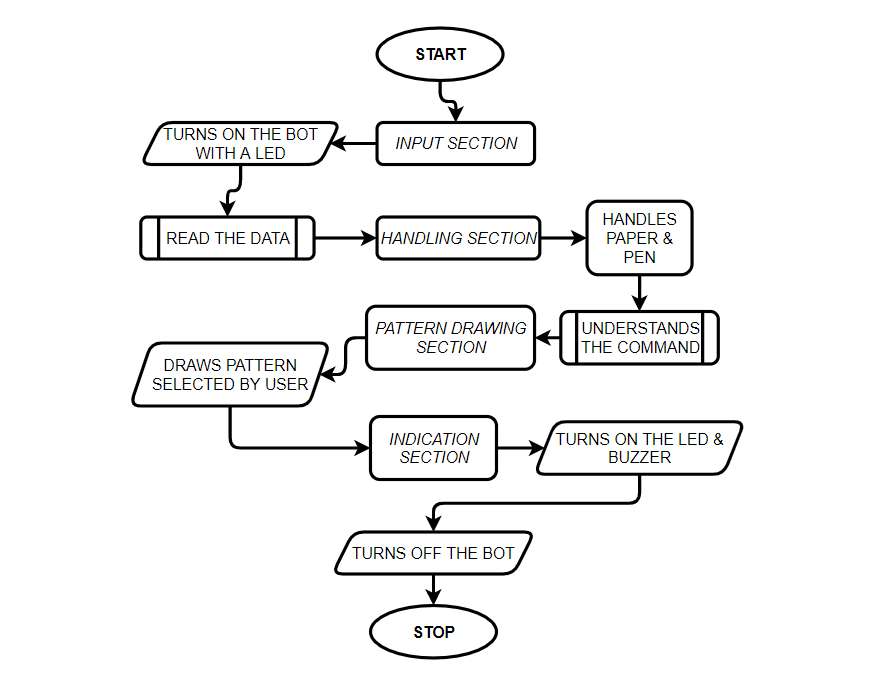 START
INPUT SECTION
TURNS ON THE BOT
WITH A LED
READ THE DATA
HANDLING SECTION
HANDLES
PAPER &
PEN
UNDERSTANDS
THE COMMAND
PATTERN DRAWING
SECTION
DRAWS PATTERN
SELECTED BY USER
INDICATION
SECTION
TURNS ON THE LED &
BUZZER
TURNS OFF THE BOT
STOP